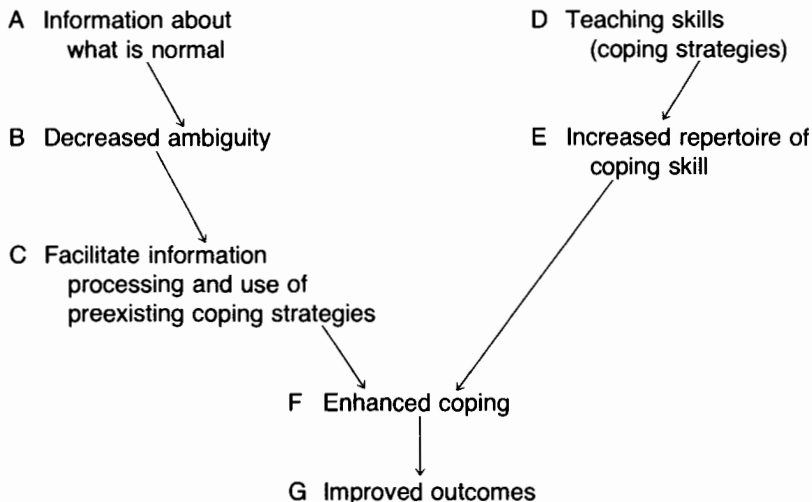 A Information about
what is normal
D Teaching skills
(coping strategies)
B Decreased ambiguity
E Increased repertoire of
coping skill
C Facilitate information
processing and use of
preexisting coping strategies
F Enhanced coping
G Improved outcomes